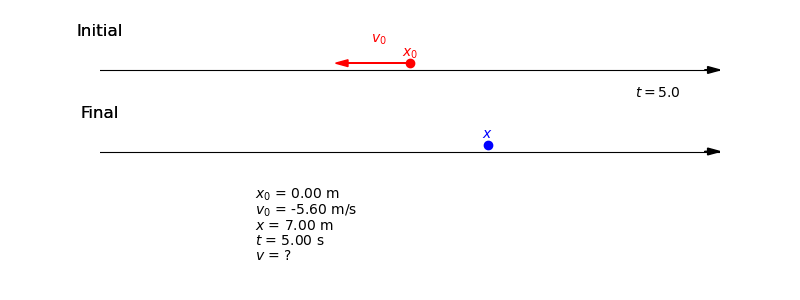 Initial
v₀
x₀
t = 5.0
Final
x
x₀ = 0.00 m
v₀ = -5.60 m/s
x = 7.00 m
t = 5.00 s
v = ?